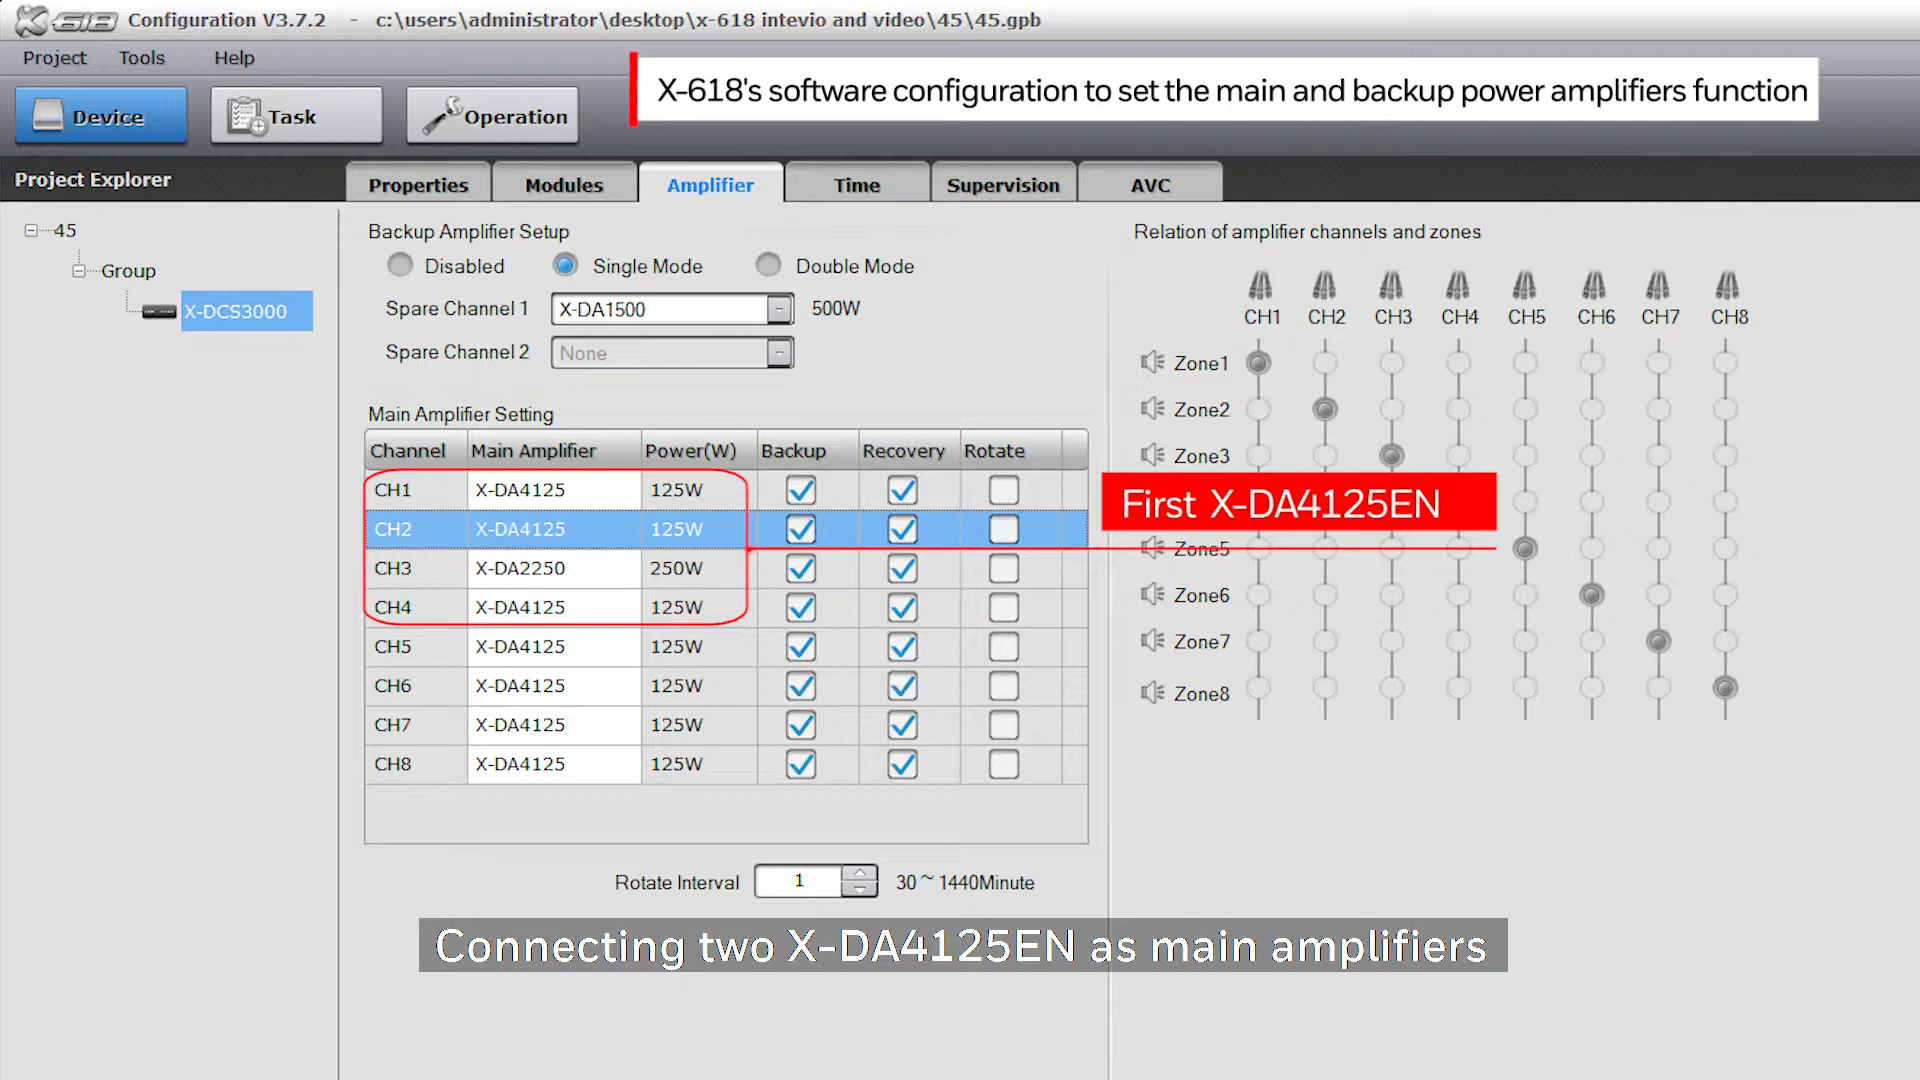 X-618 Configuration V3.7.2 - c:\users\administrator\desktop\x-618 intevio and video\45\45.gpb
Project Tools Help
X-618's software configuration to set the main and backup power amplifiers function
Device Task Operation
Project Explorer
Properties Modules Amplifier Time Supervision AVC
45
Group
X-DCS3000
Backup Amplifier Setup
Disabled Single Mode Double Mode
Spare Channel 1 X-DA1500 500W
Spare Channel 2 None
Main Amplifier Setting
Channel Main Amplifier Power(W) Backup Recovery Rotate
CH1 X-DA4125 125W
CH2 X-DA4125 125W
CH3 X-DA2250 250W
CH4 X-DA4125 125W
CH5 X-DA4125 125W
CH6 X-DA4125 125W
CH7 X-DA4125 125W
CH8 X-DA4125 125W
Rotate Interval 1 30 ~ 1440Minute
Relation of amplifier channels and zones
CH1 CH2 CH3 CH4 CH5 CH6 CH7 CH8
Zone1
Zone2
Zone3
First X-DA4125EN
Zone5
Zone6
Zone7
Zone8
Connecting two X-DA4125EN as main amplifiers